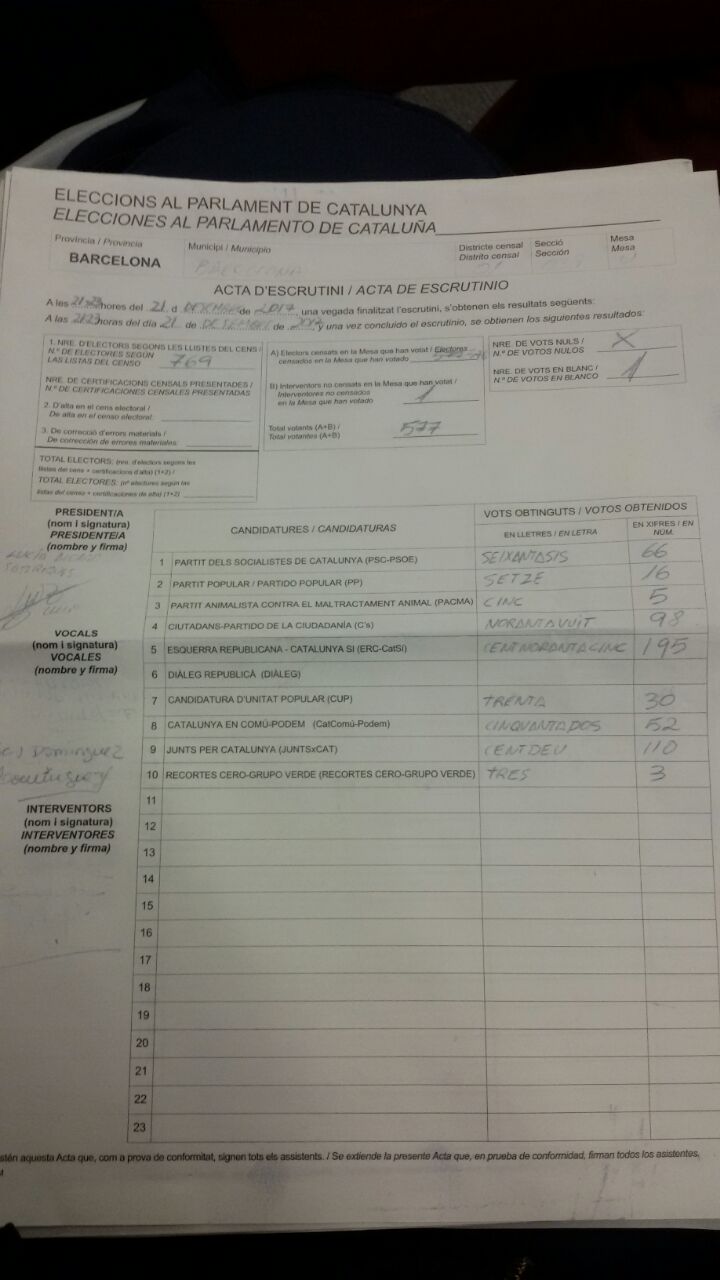 ELECCIONS AL PARLAMENT DE CATALUNYA
ELECCIONES AL PARLAMENTO DE CATALUÑA
Província / Provincia
BARCELONA
Municipi / Municipio
BARCELONA
Districte censal
Distrito censal
Secció
Sección
Mesa
Mesa
ACTA D'ESCRUTINI / ACTA DE ESCRUTINIO
A les 21:23 hores del 21 d DESEMBRE de 2017, una vegada finalitzat l'escrutini, s'obtenen els resultats següents:
A las 21:23 horas del día 21 de DESEMBRE de 2017 y una vez concluido el escrutinio, se obtienen los siguientes resultados:
1. NRE. D'ELECTORS SEGONS LES LLISTES DEL CENS /
N.º DE ELECTORES SEGÚN
LAS LISTAS DEL CENSO 769
NRE. DE CERTIFICACIONS CENSALS PRESENTADES /
N.º DE CERTIFICACIONES CENSALES PRESENTADAS
2. D'alta en el cens electoral /
De alta en el censo electoral:
3. De correcció d'errors materials /
De corrección de errores materiales:
TOTAL ELECTORS: (nre. d'electors segons les
llistes del cens + certificacions d'alta) (1+2) /
TOTAL ELECTORES: (nº electores según las
listas del censo + certificaciones de alta) (1+2)
A) Electors censats en la Mesa que han votat / Electores
censados en la Mesa que han votado
B) Interventors no censats en la Mesa que han votat /
Interventores no censados
en la Mesa que han votado 1
Total votants (A+B) /
Total votantes (A+B) 577
NRE. DE VOTS NULS /
N.º DE VOTOS NULOS X
NRE. DE VOTS EN BLANC /
N.º DE VOTOS EN BLANCO 1
PRESIDENT/A
(nom i signatura)
PRESIDENTE/A
(nombre y firma)
VOCALS
(nom i signatura)
VOCALES
(nombre y firma)
Dominguez
INTERVENTORS
(nom i signatura)
INTERVENTORES
(nombre y firma)
CANDIDATURES / CANDIDATURAS
VOTS OBTINGUTS / VOTOS OBTENIDOS
EN LLETRES / EN LETRA
EN XIFRES / EN NÚM.
1 PARTIT DELS SOCIALISTES DE CATALUNYA (PSC-PSOE) SEIXANTASIS 66
2 PARTIT POPULAR / PARTIDO POPULAR (PP) SETZE 16
3 PARTIT ANIMALISTA CONTRA EL MALTRACTAMENT ANIMAL (PACMA) CINC 5
4 CIUTADANS-PARTIDO DE LA CIUDADANÍA (C's) NORANTAVUIT 98
5 ESQUERRA REPUBLICANA - CATALUNYA SI (ERC-CatSí) CENTNORANTACINC 195
6 DIÀLEG REPUBLICÀ (DIÀLEG)
7 CANDIDATURA D'UNITAT POPULAR (CUP) TRENTA 30
8 CATALUNYA EN COMÚ-PODEM (CatComú-Podem) CINQUANTADOS 52
9 JUNTS PER CATALUNYA (JUNTSxCAT) CENTDEU 110
10 RECORTES CERO-GRUPO VERDE (RECORTES CERO-GRUPO VERDE) TRES 3
11
12
13
14
15
16
17
18
19
20
21
22
23
stén aquesta Acta que, com a prova de conformitat, signen tots els assistents. / Se extiende la presente Acta que, en prueba de conformidad, firman todos los asistentes,